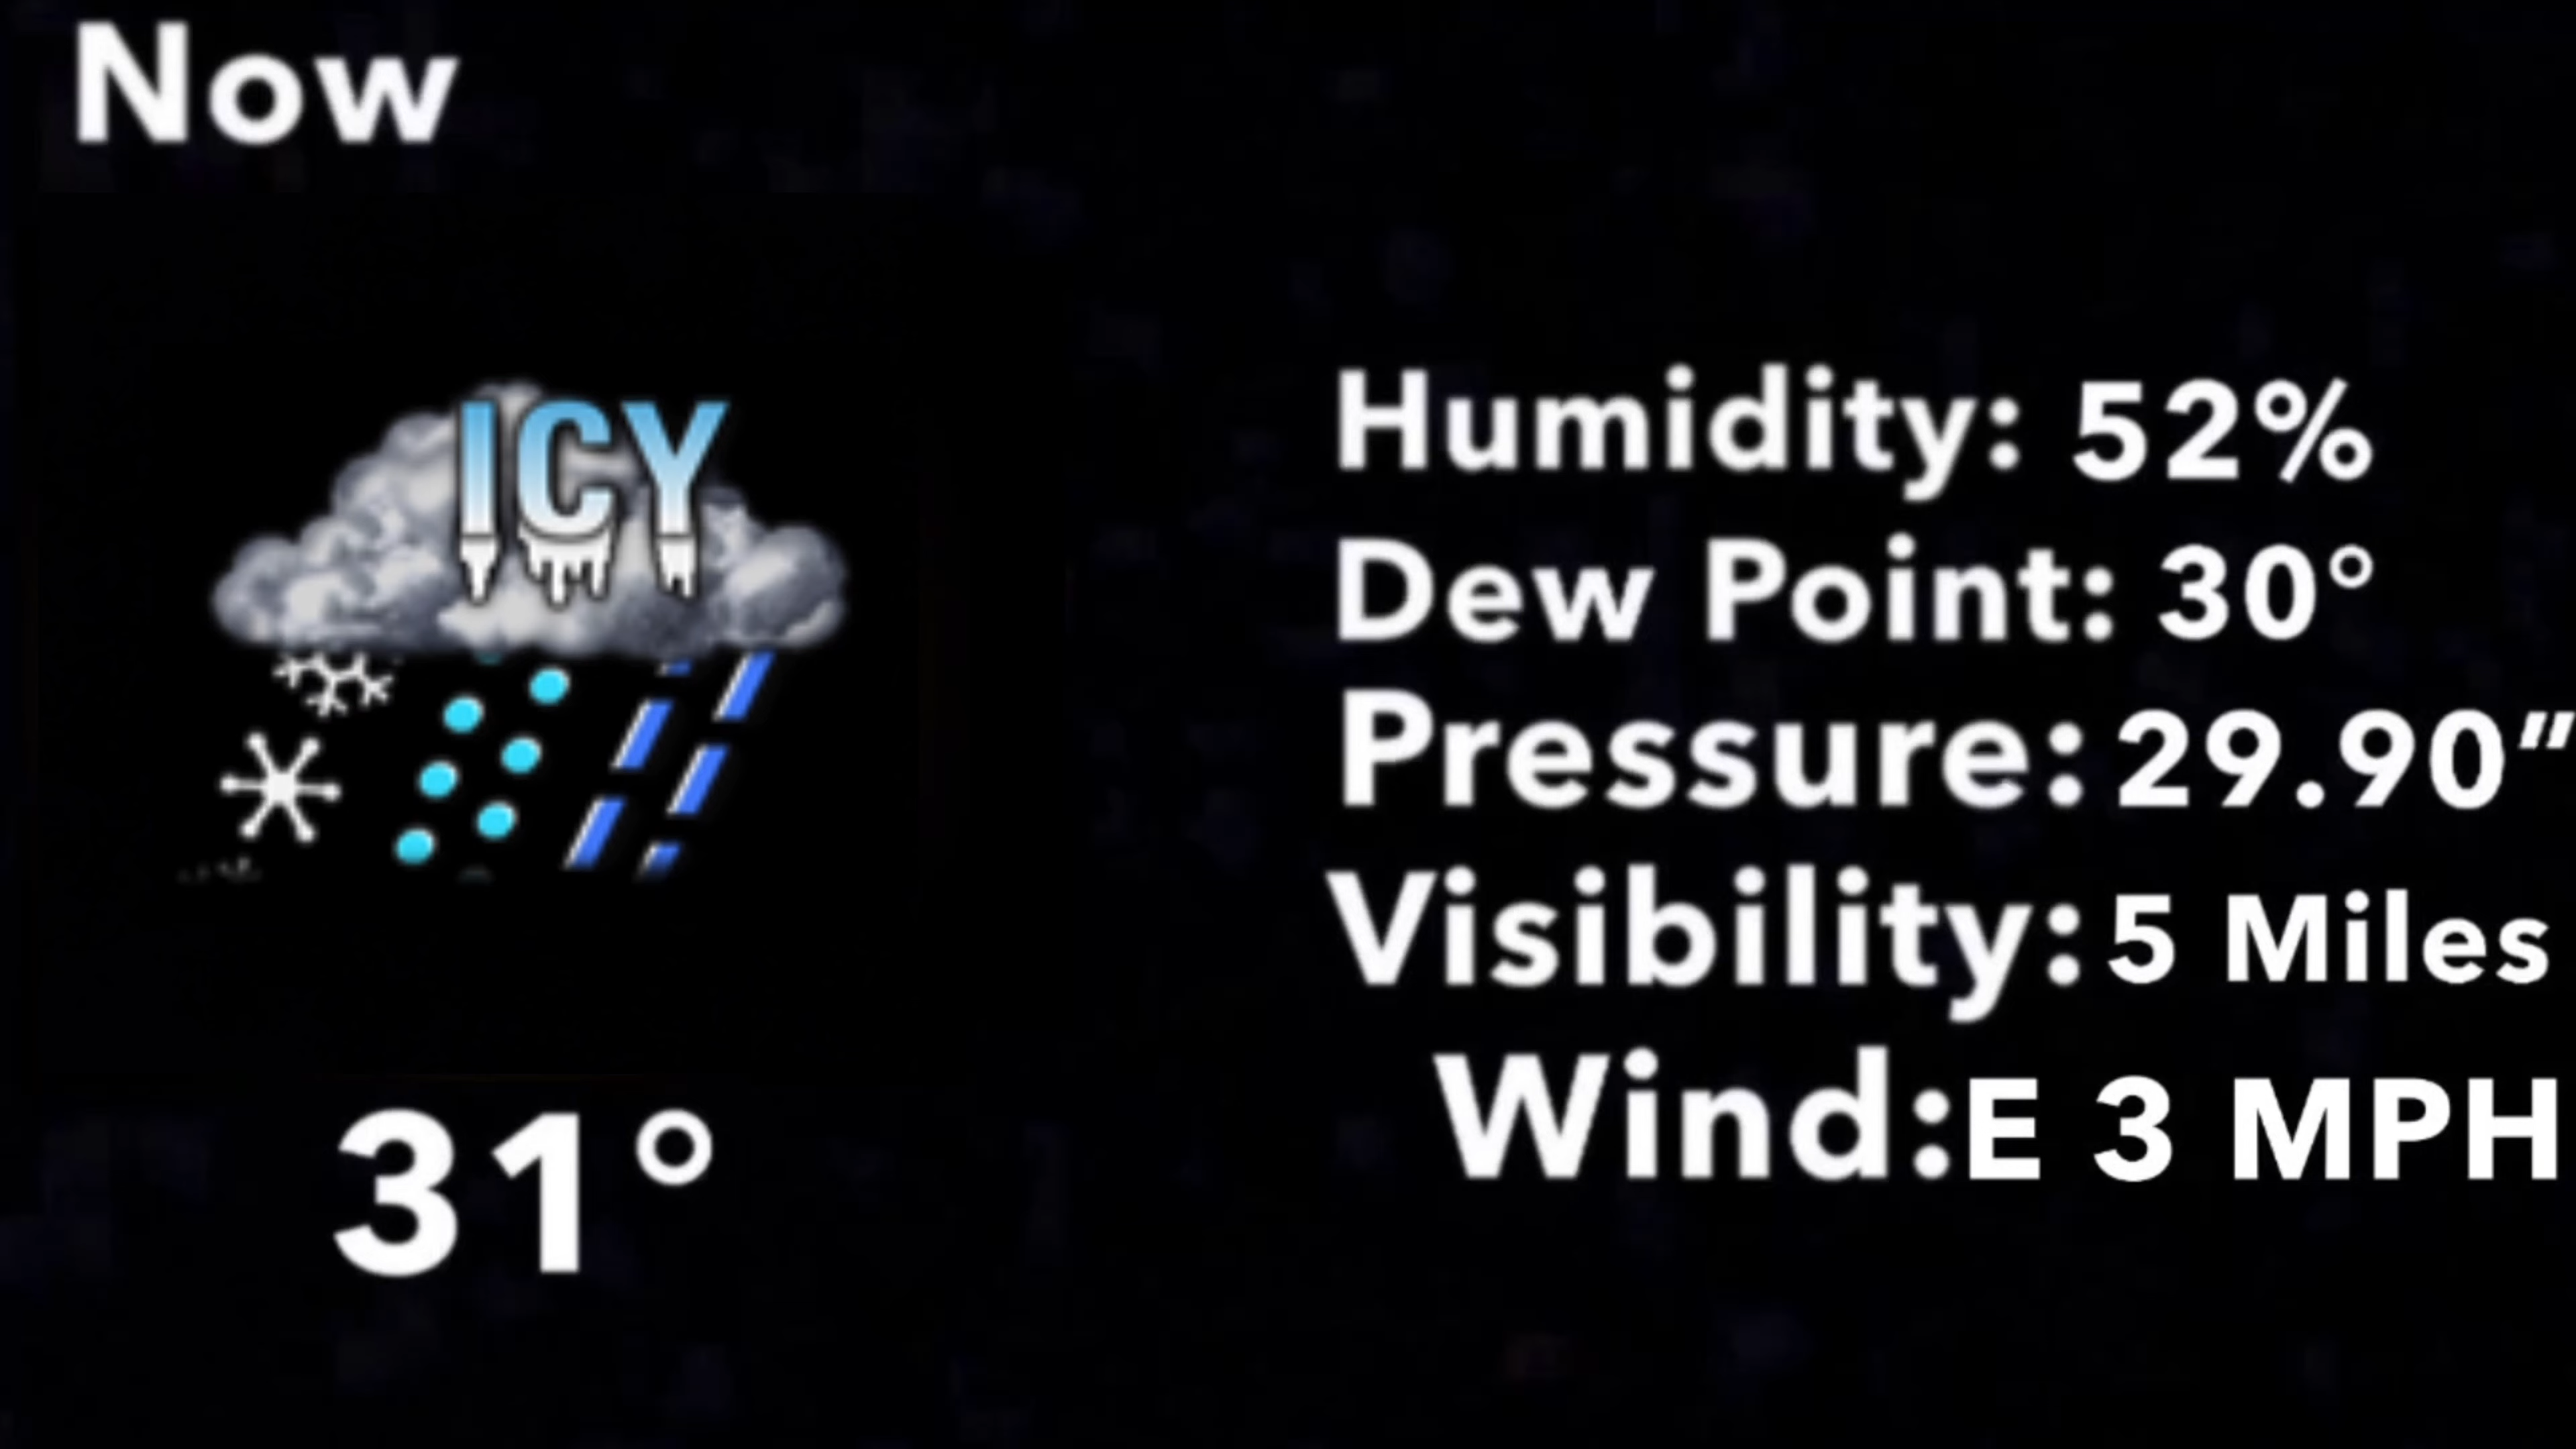 Now
ICY
31°
Humidity: 52%
Dew Point: 30°
Pressure: 29.90"
Visibility: 5 Miles
Wind:E 3 MPH